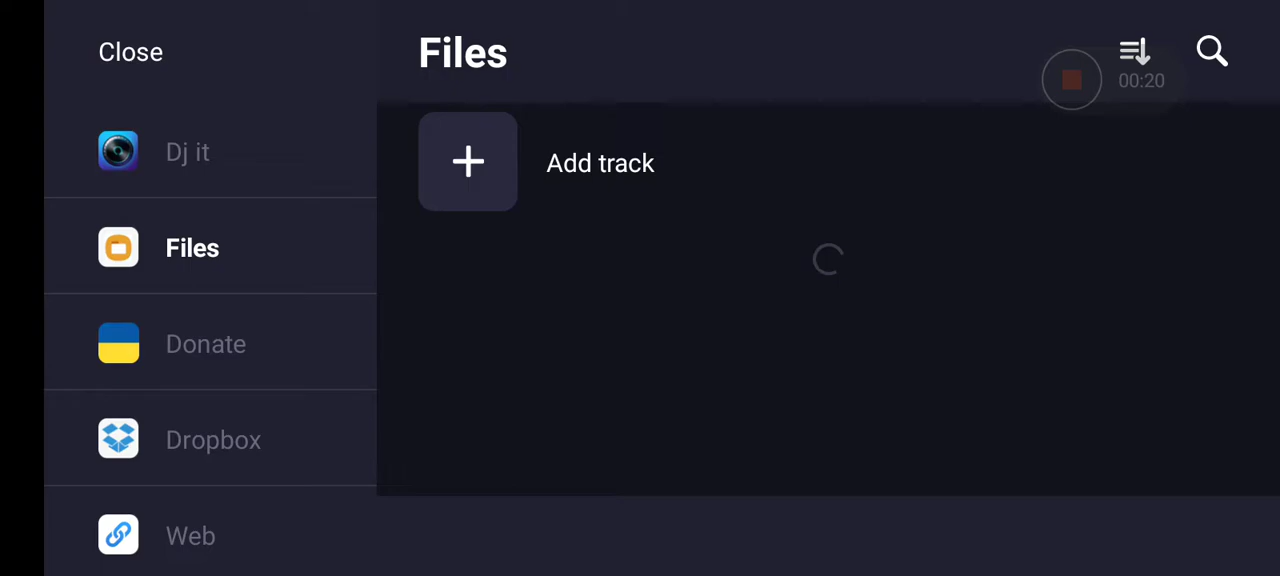 Close
Files
00:20
Dj it
Add track
Files
Donate
Dropbox
Web